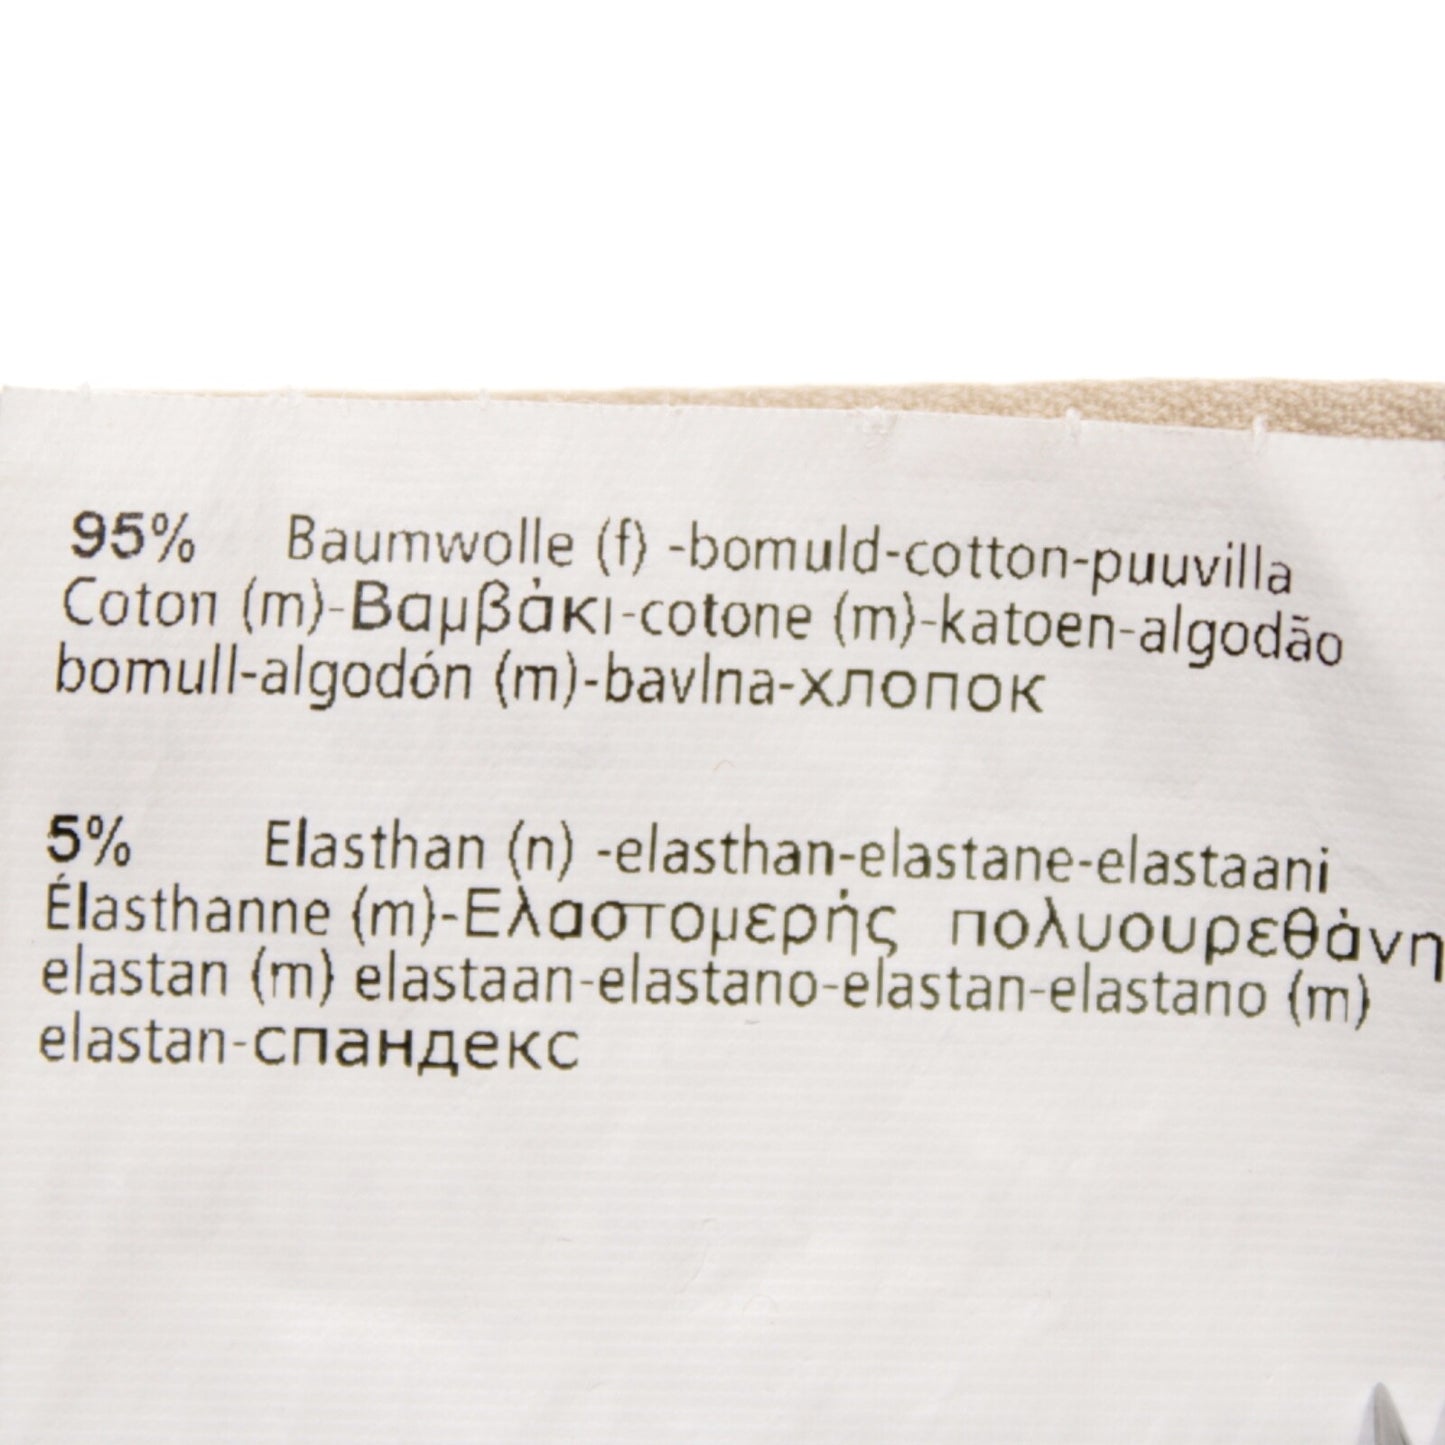 95% Baumwolle (f) -bomuld-cotton-puuvilla
Coton (m)-Βαμβάκι-cotone (m)-katoen-algodão
bomull-algodón (m)-bavlna-хлопок
5% Elasthan (n) -elasthan-elastane-elastaani
Élasthanne (m)-Ελαστομερής πολυουρεθάνη
elastan (m) elastaan-elastano-elastan-elastano (m)
elastan-спандекс